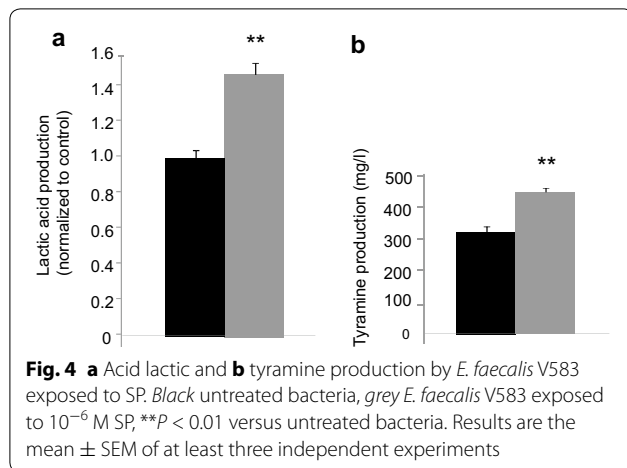 a
b
**
1.6
1.4
1.2
1.0
0.8
0.6
0.4
0.2
0
Lactic acid production
(normalized to control)
**
500
400
300
200
100
0
Tyramine production (mg/l)
Fig. 4 a Acid lactic and b tyramine production by E. faecalis V583
exposed to SP. Black untreated bacteria, grey E. faecalis V583 exposed
to 10⁻⁶ M SP, **P < 0.01 versus untreated bacteria. Results are the
mean ± SEM of at least three independent experiments